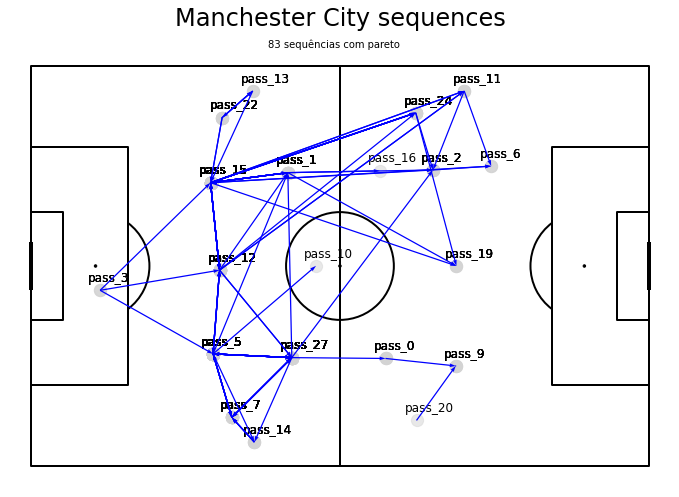 Manchester City sequences
83 sequências com pareto
pass_13
pass_11
pass_22
pass_24
pass_15
pass_1
pass_16
pass_2
pass_6
pass_12
pass_10
pass_19
pass_3
pass_5
pass_27
pass_0
pass_9
pass_7
pass_20
pass_14